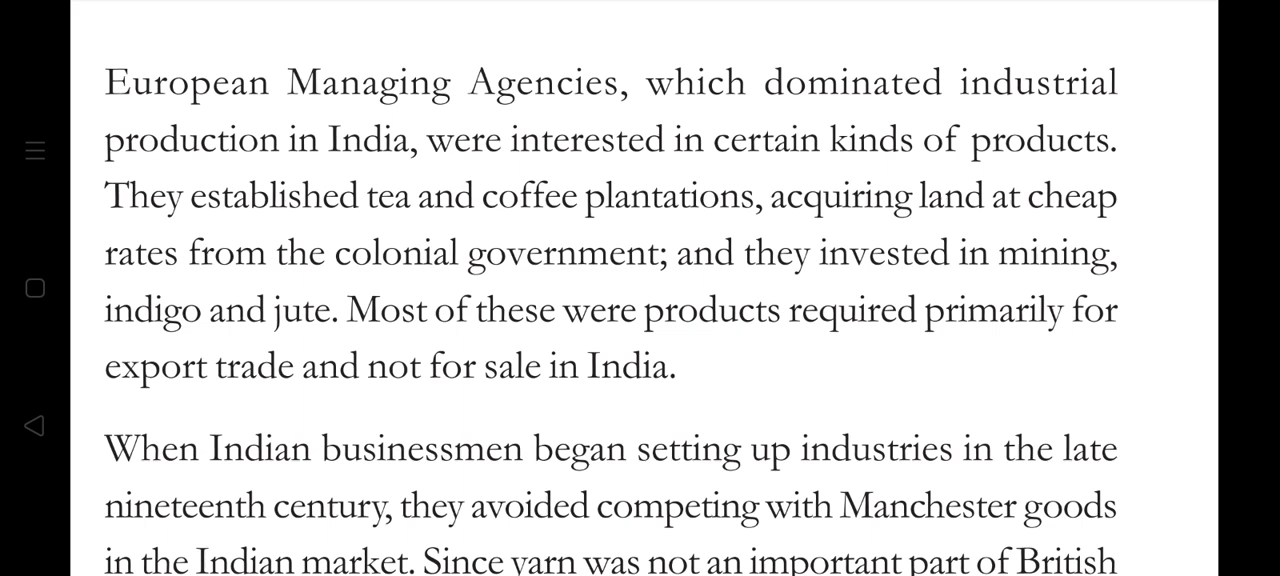 European Managing Agencies, which dominated industrial
production in India, were interested in certain kinds of products.
They established tea and coffee plantations, acquiring land at cheap
rates from the colonial government; and they invested in mining,
indigo and jute. Most of these were products required primarily for
export trade and not for sale in India.
When Indian businessmen began setting up industries in the late
nineteenth century, they avoided competing with Manchester goods
in the Indian market. Since yarn was not an important part of British